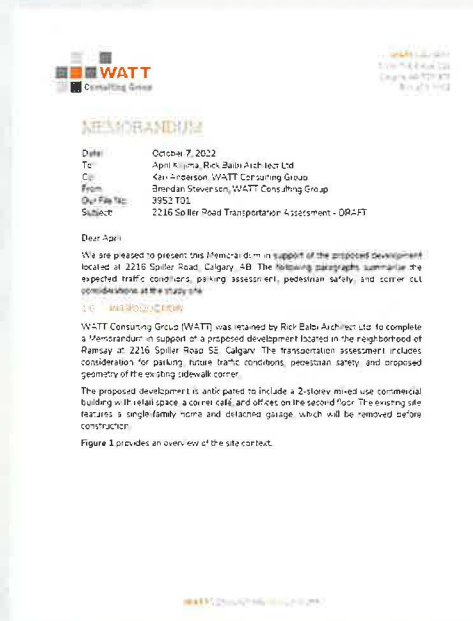 WATT
Consulting Group
MEMORANDUM
Date: October 7, 2022
To: April Kojima, Rick Balbi Architect Ltd
Cc: Kari Anderson, WATT Consulting Group
From: Brendan Stevenson, WATT Consulting Group
Our File No: 3952.T01
Subject: 2216 Spiller Road Transportation Assessment - DRAFT
Dear April
We are pleased to present this Memorandum in support of the proposed development
located at 2216 Spiller Road, Calgary, AB. The following paragraphs summarise the
expected traffic conditions, parking assessment, pedestrian safety, and corner cut
considerations at the study site.
1.0 INTRODUCTION
WATT Consulting Group (WATT) was retained by Rick Balbi Architect Ltd. to complete
a Memorandum in support of a proposed development located in the neighborhood of
Ramsay at 2216 Spiller Road SE, Calgary. The transportation assessment includes
consideration for parking, future traffic conditions, pedestrian safety, and proposed
geometry of the existing sidewalk corner.
The proposed development is anticipated to include a 2-storey mixed use commercial
building with retail space, a corner café, and offices on the second floor. The existing site
features a single-family home and detached garage, which will be removed before
construction.
Figure 1 provides an overview of the site context.